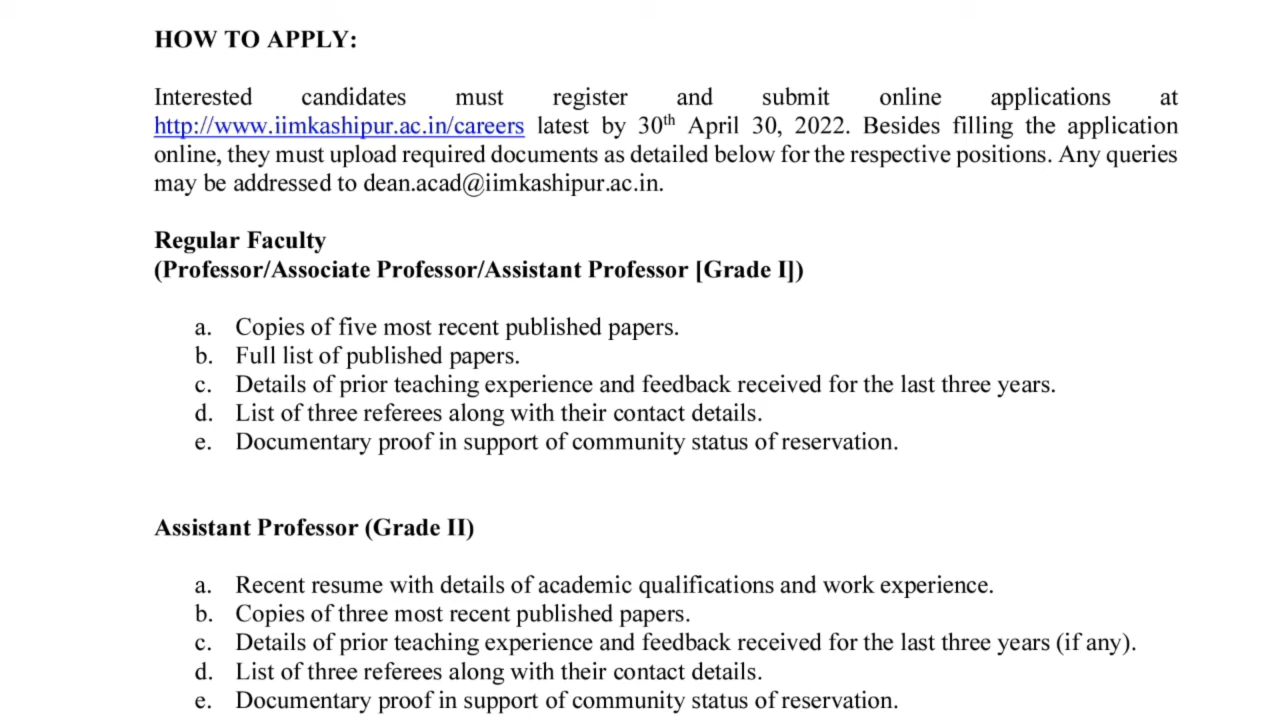 HOW TO APPLY:
Interested candidates must register and submit online applications at
http://www.iimkashipur.ac.in/careers latest by 30th April 30, 2022. Besides filling the application
online, they must upload required documents as detailed below for the respective positions. Any queries
may be addressed to dean.acad@iimkashipur.ac.in.
Regular Faculty
(Professor/Associate Professor/Assistant Professor [Grade I])
a. Copies of five most recent published papers.
b. Full list of published papers.
c. Details of prior teaching experience and feedback received for the last three years.
d. List of three referees along with their contact details.
e. Documentary proof in support of community status of reservation.
Assistant Professor (Grade II)
a. Recent resume with details of academic qualifications and work experience.
b. Copies of three most recent published papers.
c. Details of prior teaching experience and feedback received for the last three years (if any).
d. List of three referees along with their contact details.
e. Documentary proof in support of community status of reservation.